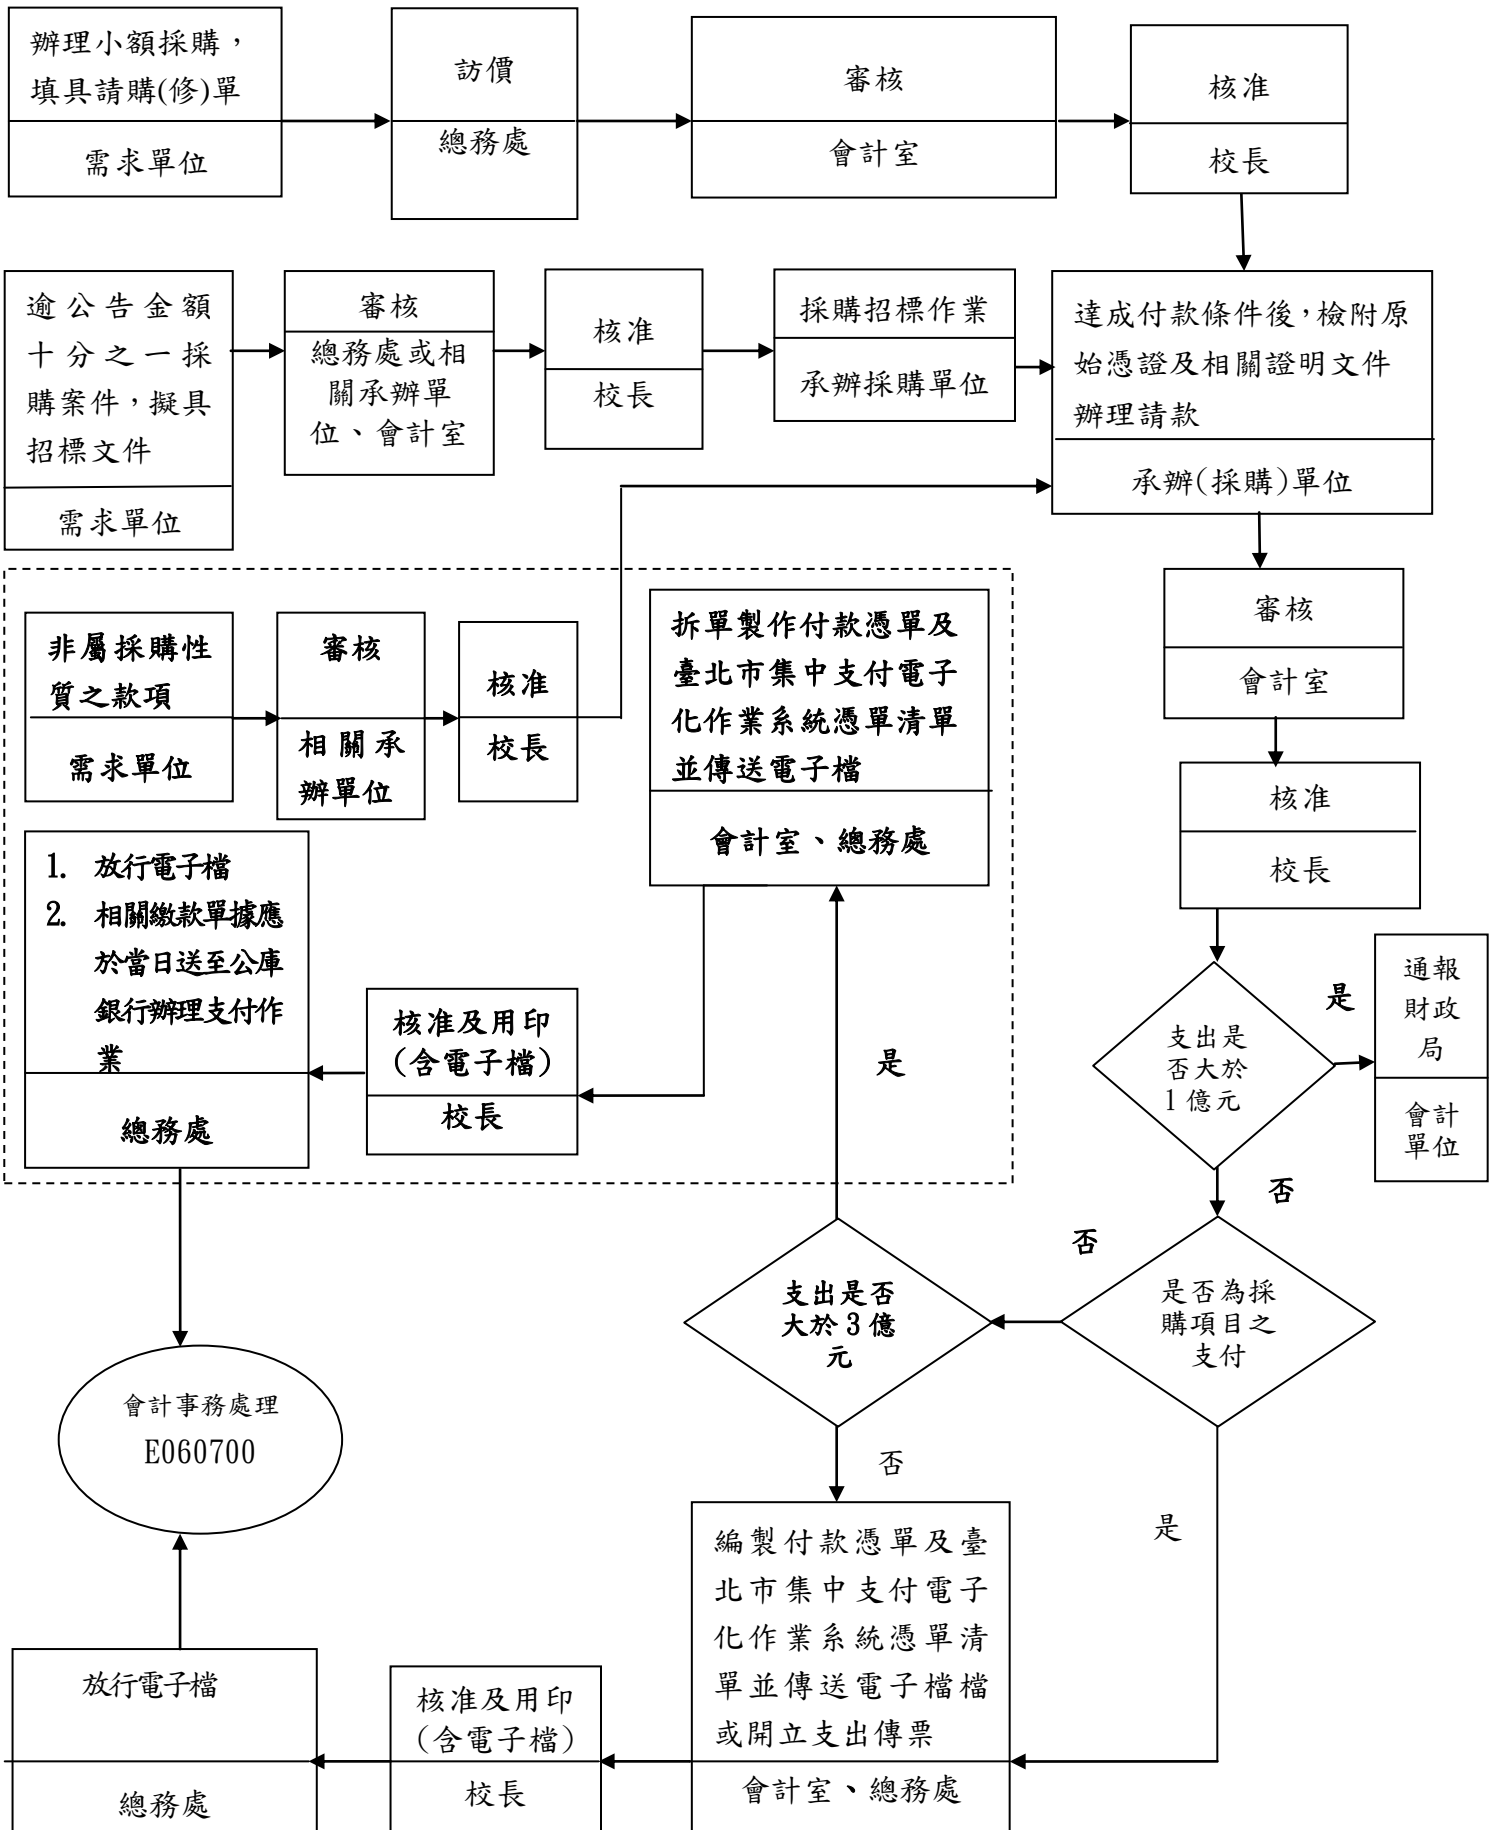 辦理小額採購，
填具請購(修)單
需求單位
訪價
總務處
審核
會計室
核准
校長
逾公告金額
十分之一採
購案件，擬具
招標文件
需求單位
審核
總務處或相
關承辦單
位、會計室
核准
校長
採購招標作業
承辦採購單位
達成付款條件後，檢附原
始憑證及相關證明文件
辦理請款
承辦(採購)單位
非屬採購性
質之款項
需求單位
審核
相關承
辦單位
核准
校長
拆單製作付款憑單及
臺北市集中支付電子
化作業系統憑單清單
並傳送電子檔
會計室、總務處
審核
會計室
核准
校長
1. 放行電子檔
2. 相關繳款單據應
於當日送至公庫
銀行辦理支付作
業
總務處
核准及用印
(含電子檔)
校長
是
支出是
否大於
1億元
是
通報
財政
局
會計
單位
否
否
支出是否
大於3億
元
是否為採
購項目之
支付
會計事務處理
E060700
否
是
編製付款憑單及臺
北市集中支付電子
化作業系統憑單清
單並傳送電子檔檔
或開立支出傳票
會計室、總務處
核准及用印
(含電子檔)
校長
放行電子檔
總務處